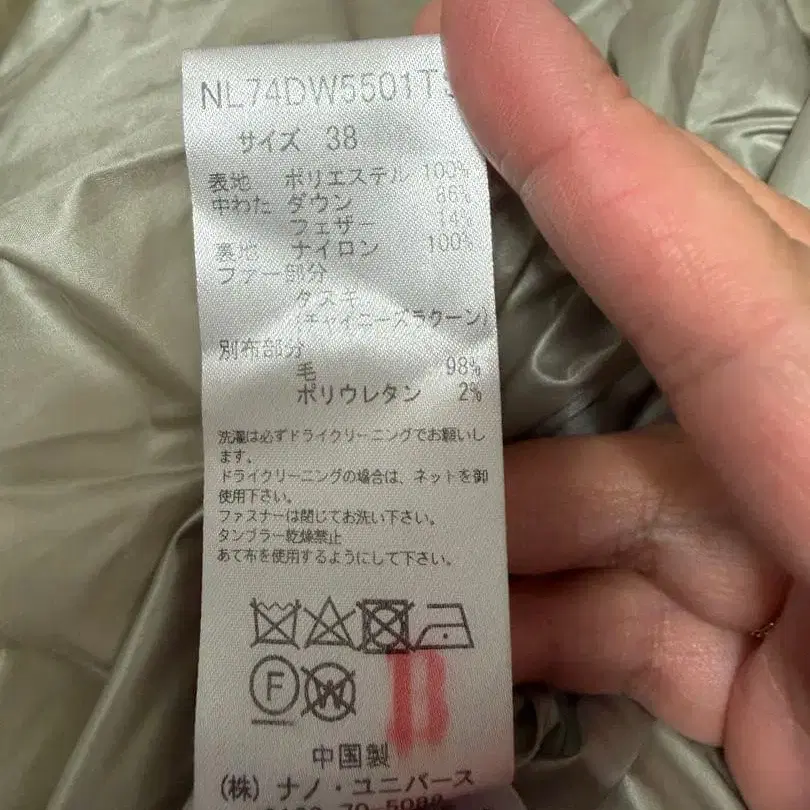 NL74DW5501TS
サイズ 38
表地 ポリエステル 100%
中わた ダウン 86%
フェザー 14%
裏地 ナイロン 100%
ファー部分
タヌキ
(チャイニーズラクーン)
別布部分
毛 98%
ポリウレタン 2%
洗濯は必ずドライクリーニングでお願いし
ます。
ドライクリーニングの場合は、ネットを御
使用下さい。
ファスナーは閉じてお洗い下さい。
タンブラー乾燥禁止
あて布を使用するようにして下さい。
F W
中国製
(株) ナノ・ユニバース